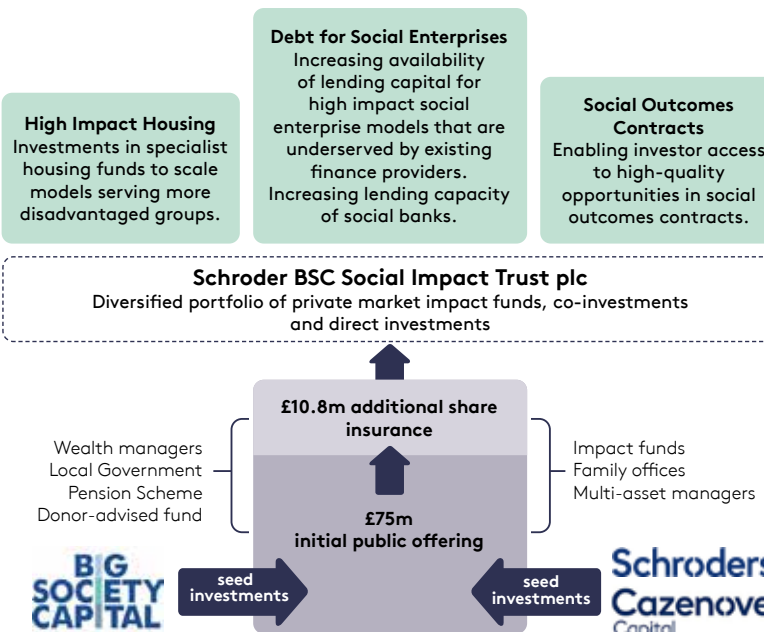 High Impact Housing
Investments in specialist
housing funds to scale
models serving more
disadvantaged groups.
Debt for Social Enterprises
Increasing availability
of lending capital for
high impact social
enterprise models that are
underserved by existing
finance providers.
Increasing lending capacity
of social banks.
Social Outcomes
Contracts
Enabling investor access
to high-quality
opportunities in social
outcomes contracts.
Schroder BSC Social Impact Trust plc
Diversified portfolio of private market impact funds, co-investments
and direct investments
£10.8m additional share
insurance
Wealth managers
Local Government
Pension Scheme
Donor-advised fund
Impact funds
Family offices
Multi-asset managers
£75m
initial public offering
BIG
SOCIETY
CAPITAL
seed
investments
seed
investments
Schroders
Cazenove
Capital